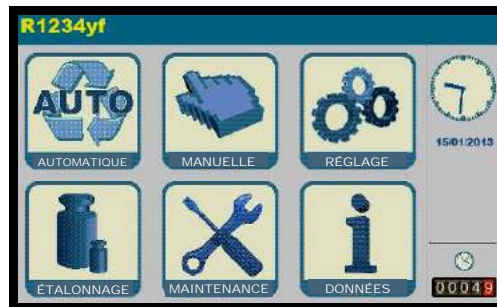 R1234yf
AUTO
AUTOMATIQUE
MANUELLE
RÉGLAGE
15/01/2013
ÉTALONNAGE
MAINTENANCE
DONNÉES
00049